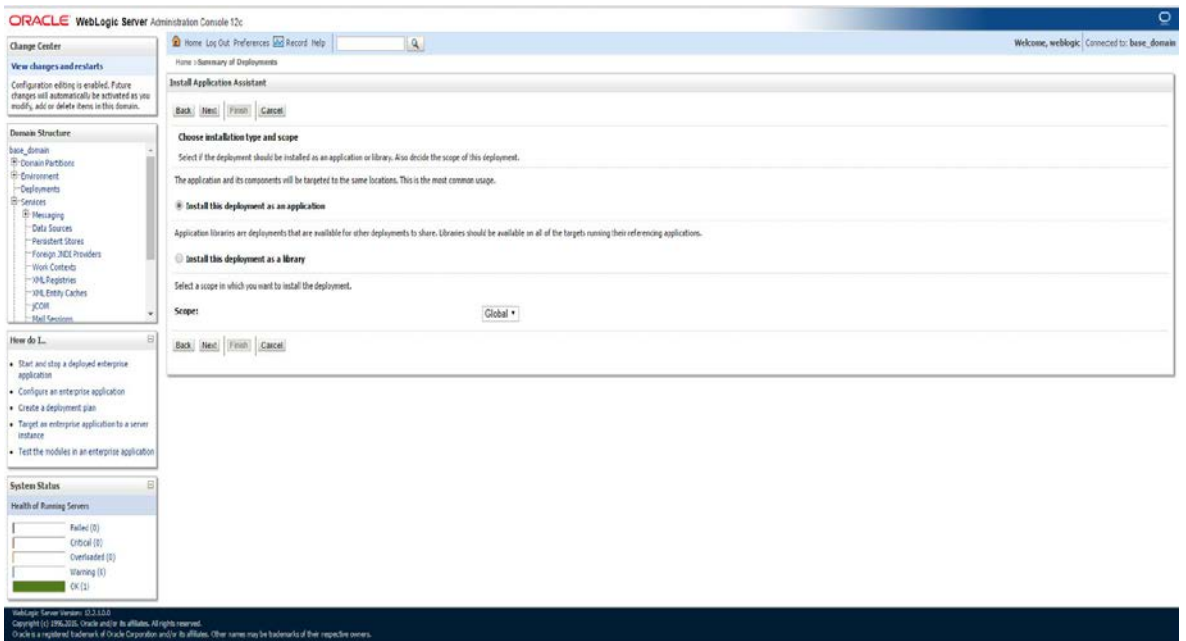 ORACLE WebLogic Server Administration Console 12c
Change Center
View changes and restarts
Configuration editing is enabled. Future
changes will automatically be activated as you
modify, add or delete items in this domain.
Domain Structure
base_domain
Domain Partitions
Environment
Deployments
Services
Messaging
Data Sources
Persistent Stores
Foreign JNDI Providers
Work Contexts
XML Registries
XML Entity Caches
jCOM
Mail Sessions
How do I...
Start and stop a deployed enterprise
application
Configure an enterprise application
Create a deployment plan
Target an enterprise application to a server
instance
Test the modules in an enterprise application
System Status
Health of Running Servers
Failed (0)
Critical (0)
Overloaded (0)
Warning (0)
OK (1)
Home Log Out Preferences Record Help
Welcome, weblogic Connected to: base_domain
Home >Summary of Deployments
Install Application Assistant
Back Next Finish Cancel
Choose installation type and scope
Select if the deployment should be installed as an application or library. Also decide the scope of this deployment.
The application and its components will be targeted to the same locations. This is the most common usage.
Install this deployment as an application
Application libraries are deployments that are available for other deployments to share. Libraries should be available on all of the targets running their referencing applications.
Install this deployment as a library
Select a scope in which you want to install the deployment.
Scope: Global
Back Next Finish Cancel
WebLogic Server Version: 12.2.1.0.0
Copyright (c) 1996,2015, Oracle and/or its affiliates. All rights reserved.
Oracle is a registered trademark of Oracle Corporation and/or its affiliates. Other names may be trademarks of their respective owners.